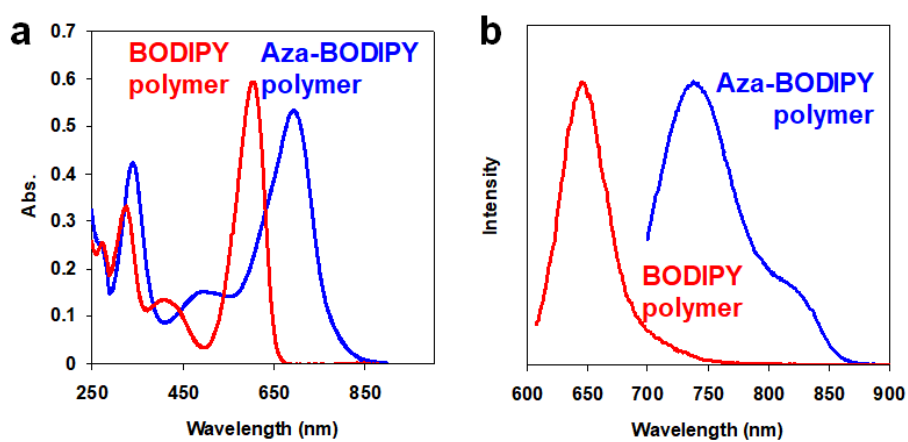 a
BODIPY
polymer
Aza-BODIPY
polymer
0.7
0.6
0.5
0.4
0.3
0.2
0.1
0
Abs.
250
450
650
850
Wavelength (nm)
b
Aza-BODIPY
polymer
BODIPY
polymer
Intensity
600
650
700
750
800
850
900
Wavelength (nm)